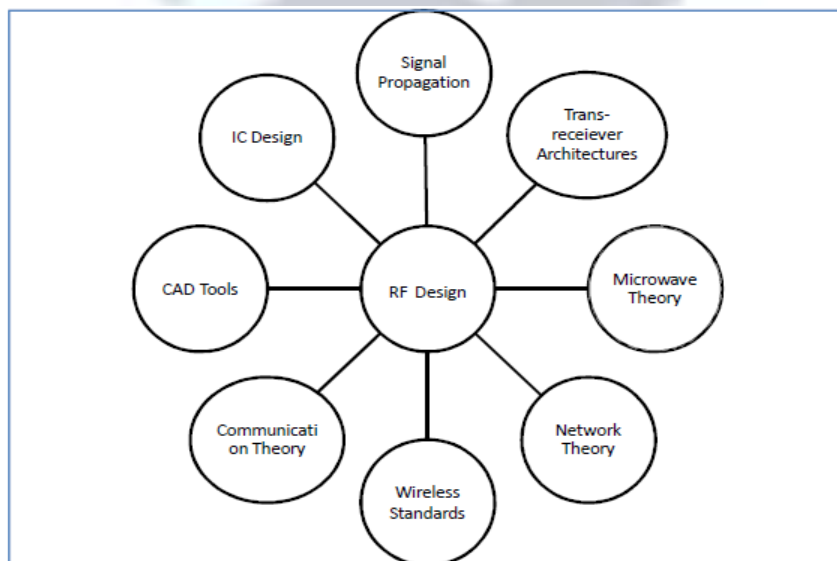 Signal
Propagation
Trans-
receiever
Architectures
IC Design
Microwave
Theory
CAD Tools
RF Design
Communicati
on Theory
Network
Theory
Wireless
Standards